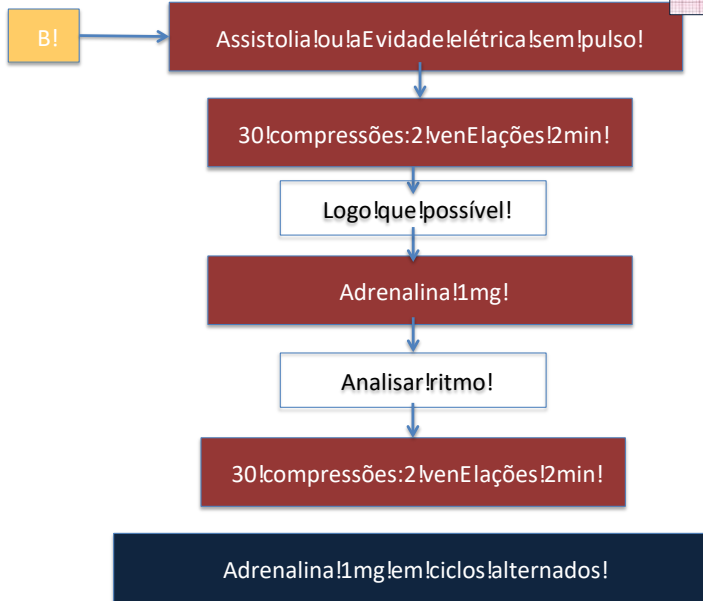 B!
Assistolia!ou!aEvidade!elétrica!sem!pulso!
30!compressões:2!venElações!2min!
Logo!que!possível!
Adrenalina!1mg!
Analisar!ritmo!
30!compressões:2!venElações!2min!
Adrenalina!1mg!em!ciclos!alternados!